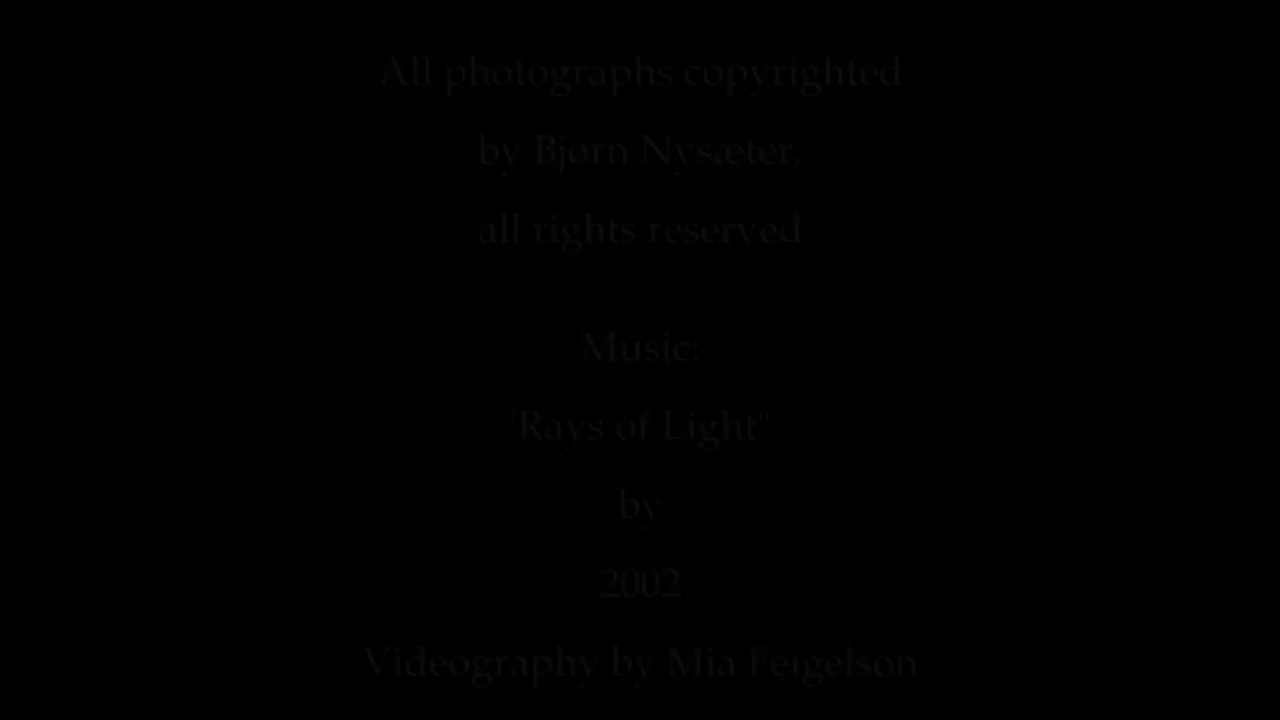 All photographs copyrighted
by Bjørn Nysæter,
all rights reserved
Music:
"Rays of Light"
by
2002
Videography by Mia Feigelson